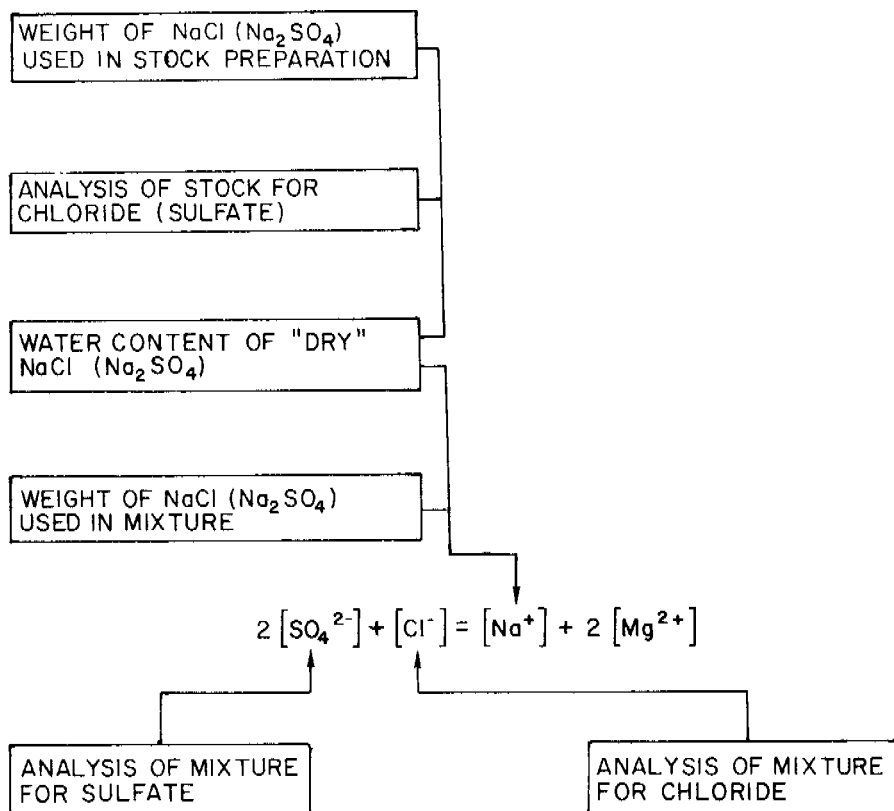 WEIGHT OF NaCl (Na₂SO₄)
USED IN STOCK PREPARATION
ANALYSIS OF STOCK FOR
CHLORIDE (SULFATE)
WATER CONTENT OF "DRY"
NaCl (Na₂SO₄)
WEIGHT OF NaCl (Na₂SO₄)
USED IN MIXTURE
2 [SO₄²⁻] + [Cl⁻] = [Na⁺] + 2 [Mg²⁺]
ANALYSIS OF MIXTURE
FOR SULFATE
ANALYSIS OF MIXTURE
FOR CHLORIDE